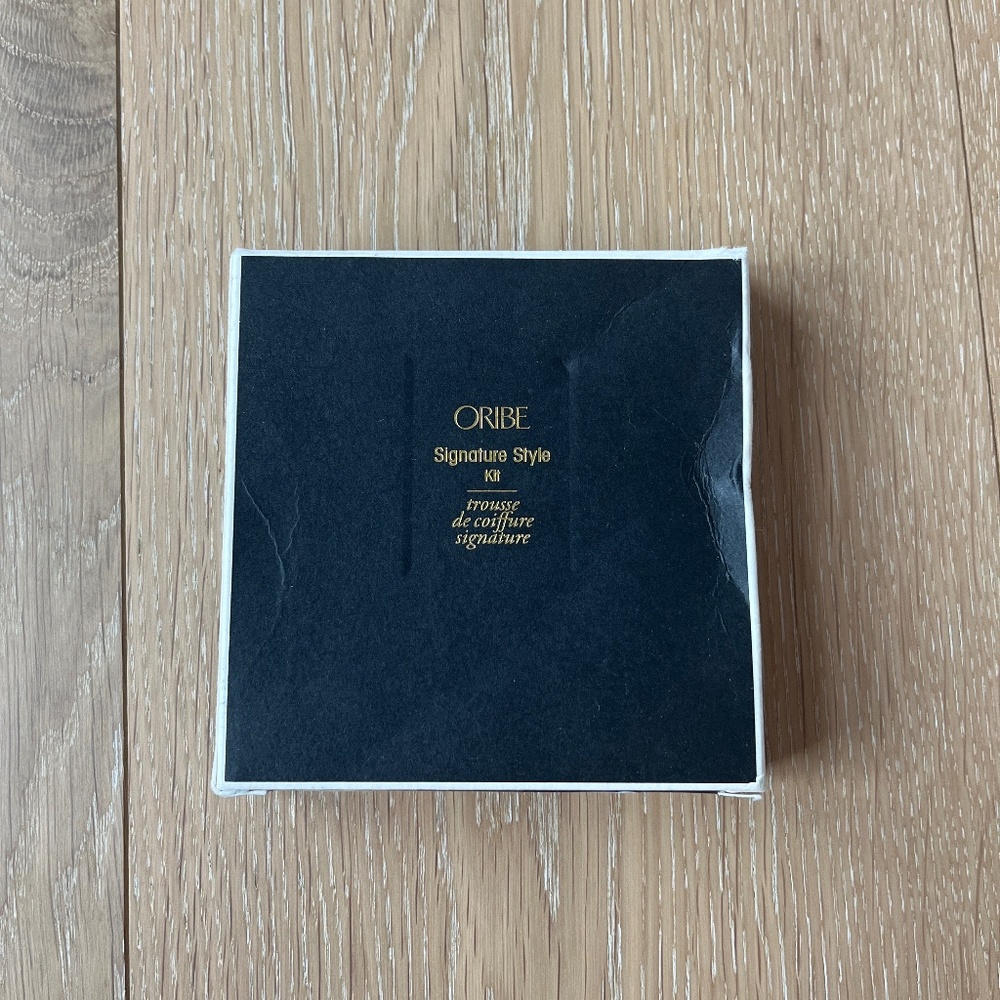 ORIBE
Signature Style
Kit
trousse
de coiffure
signature